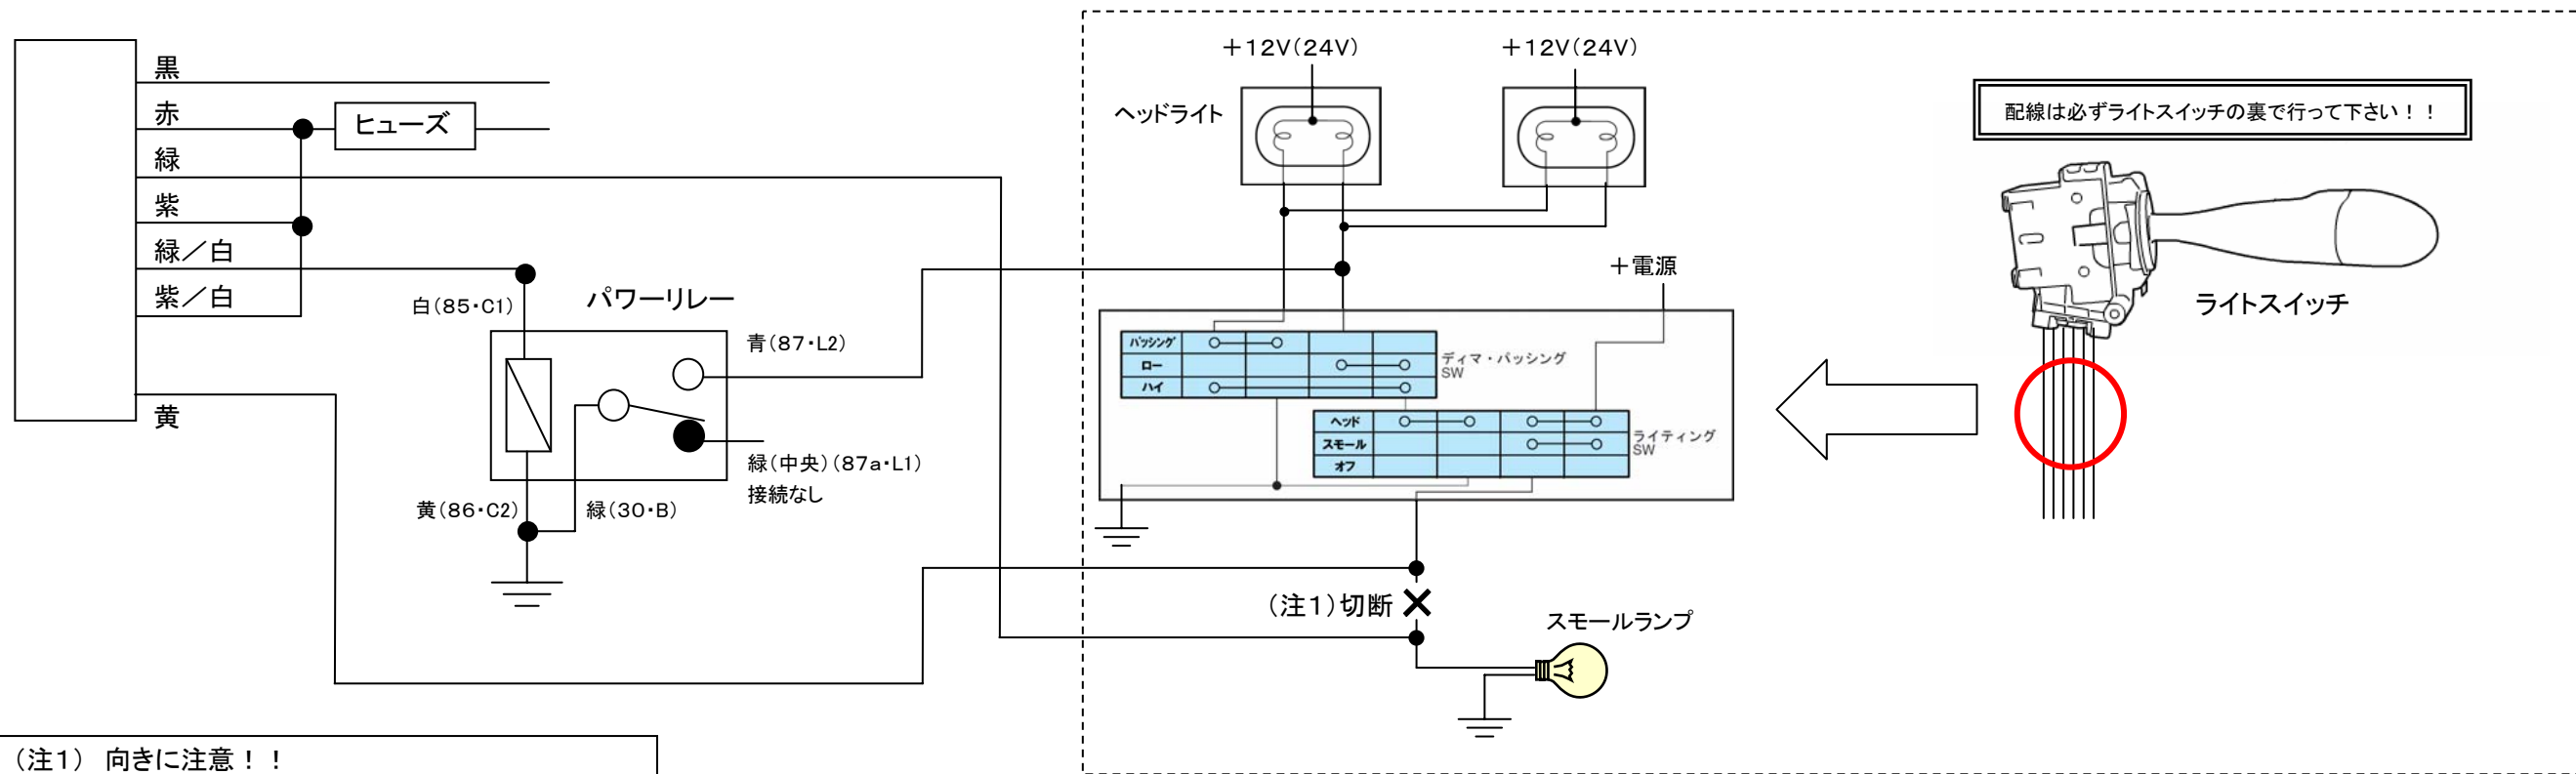 黒
赤
ヒューズ
緑
紫
緑／白
紫／白
黄
白（85・C1）
パワーリレー
青（87・L2）
緑（中央）（87a・L1）
接続なし
黄（86・C2）
緑（30・B）
＋12V（24V）
＋12V（24V）
ヘッドライト
＋電源
パッシング
ロー
ハイ
ディマ・パッシング
SW
ヘッド
スモール
オフ
ライティング
SW
（注１）切断
スモールランプ
配線は必ずライトスイッチの裏で行って下さい！！
ライトスイッチ
（注１） 向きに注意！！